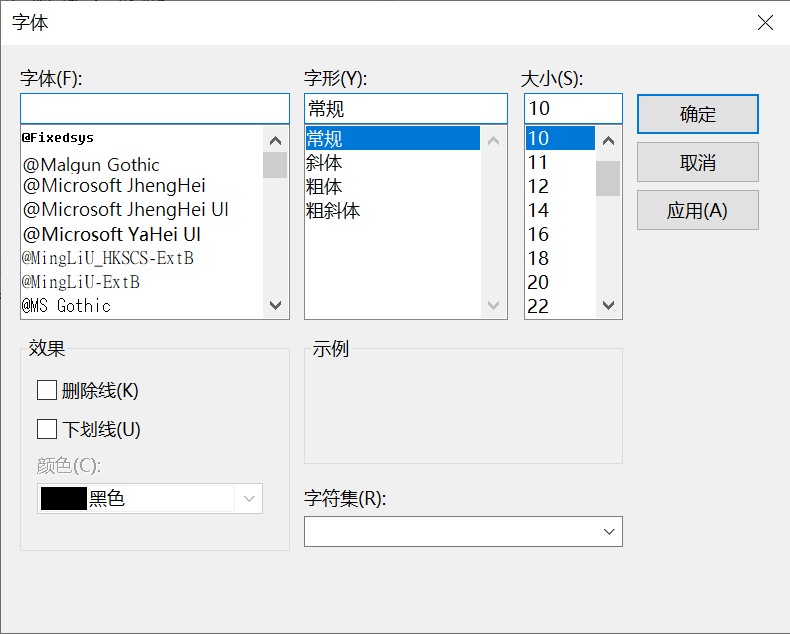 字体
字体(F):
字形(Y):
大小(S):
常规
10
确定
@Fixedsys
@Malgun Gothic
@Microsoft JhengHei
@Microsoft JhengHei UI
@Microsoft YaHei UI
@MingLiU_HKSCS-ExtB
@MingLiU-ExtB
@MS Gothic
常规
斜体
粗体
粗斜体
10
11
12
14
16
18
20
22
取消
应用(A)
效果
删除线(K)
下划线(U)
颜色(C):
黑色
示例
字符集(R):